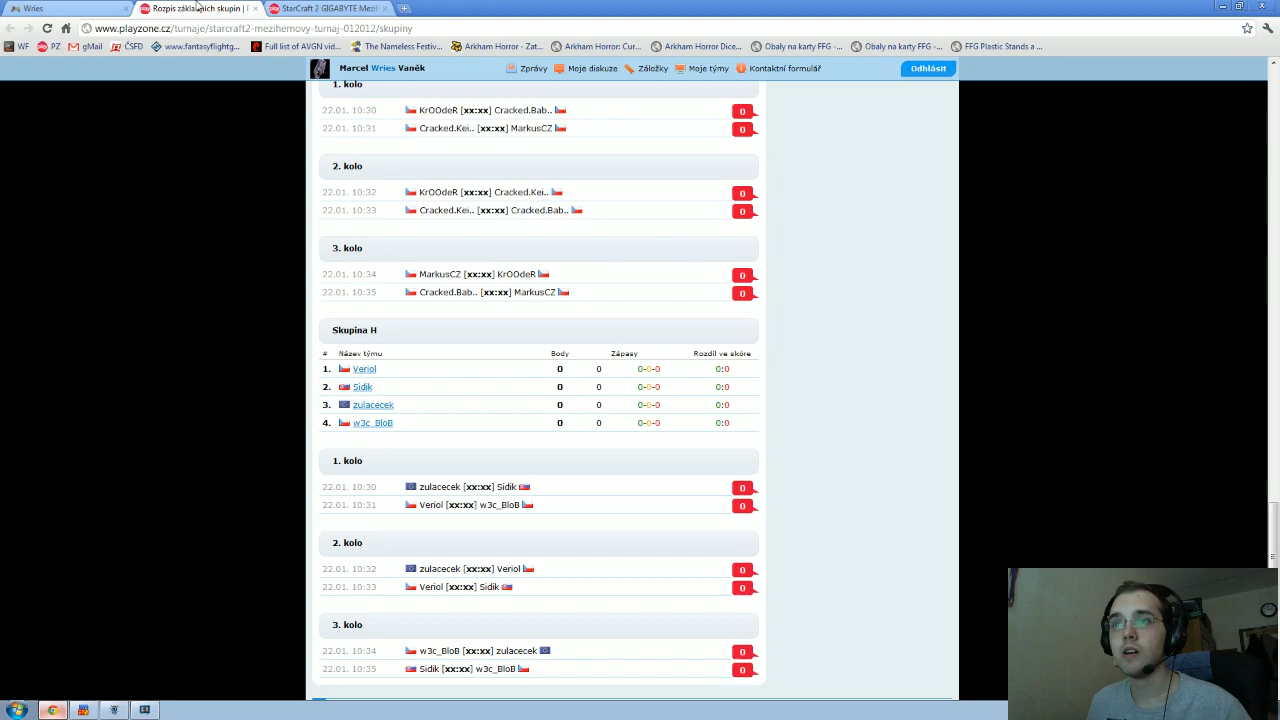 Wries
Rozpis základních skupin |
StarCraft 2 GIGABYTE Mezih
www.playzone.cz/turnaje/starcraft2-mezihernovy-turnaj-012012/skupiny
WF PZ gMail ČSFD www.fantasyflightg... Full list of AVGN vid... The Nameless Festiv... Arkham Horror - Zat... Arkham Horror: Cur... Arkham Horror Dice... Obaly na karty FFG -... Obaly na karty FFG -... FFG Plastic Stands a ...
Marcel Wries Vaněk Zprávy Moje diskuze Záložky Moje týmy Kontaktní formulář Odhlásit
1. kolo
22.01. 10:30 KrOOdeR [xx:xx] Cracked.Bab.. 0
22.01. 10:31 Cracked.Kei.. [xx:xx] MarkusCZ 0
2. kolo
22.01. 10:32 KrOOdeR [xx:xx] Cracked.Kei.. 0
22.01. 10:33 Cracked.Kei.. [xx:xx] Cracked.Bab.. 0
3. kolo
22.01. 10:34 MarkusCZ [xx:xx] KrOOdeR 0
22.01. 10:35 Cracked.Bab.. [xx:xx] MarkusCZ 0
Skupina H
# Název týmu Body Zápasy Rozdíl ve skóre
1. Veriol 0 0 0-0-0 0:0
2. Sidik 0 0 0-0-0 0:0
3. zulacecek 0 0 0-0-0 0:0
4. w3c_BloB 0 0 0-0-0 0:0
1. kolo
22.01. 10:30 zulacecek [xx:xx] Sidik 0
22.01. 10:31 Veriol [xx:xx] w3c_BloB 0
2. kolo
22.01. 10:32 zulacecek [xx:xx] Veriol 0
22.01. 10:33 Veriol [xx:xx] Sidik 0
3. kolo
22.01. 10:34 w3c_BloB [xx:xx] zulacecek 0
22.01. 10:35 Sidik [xx:xx] w3c_BloB 0